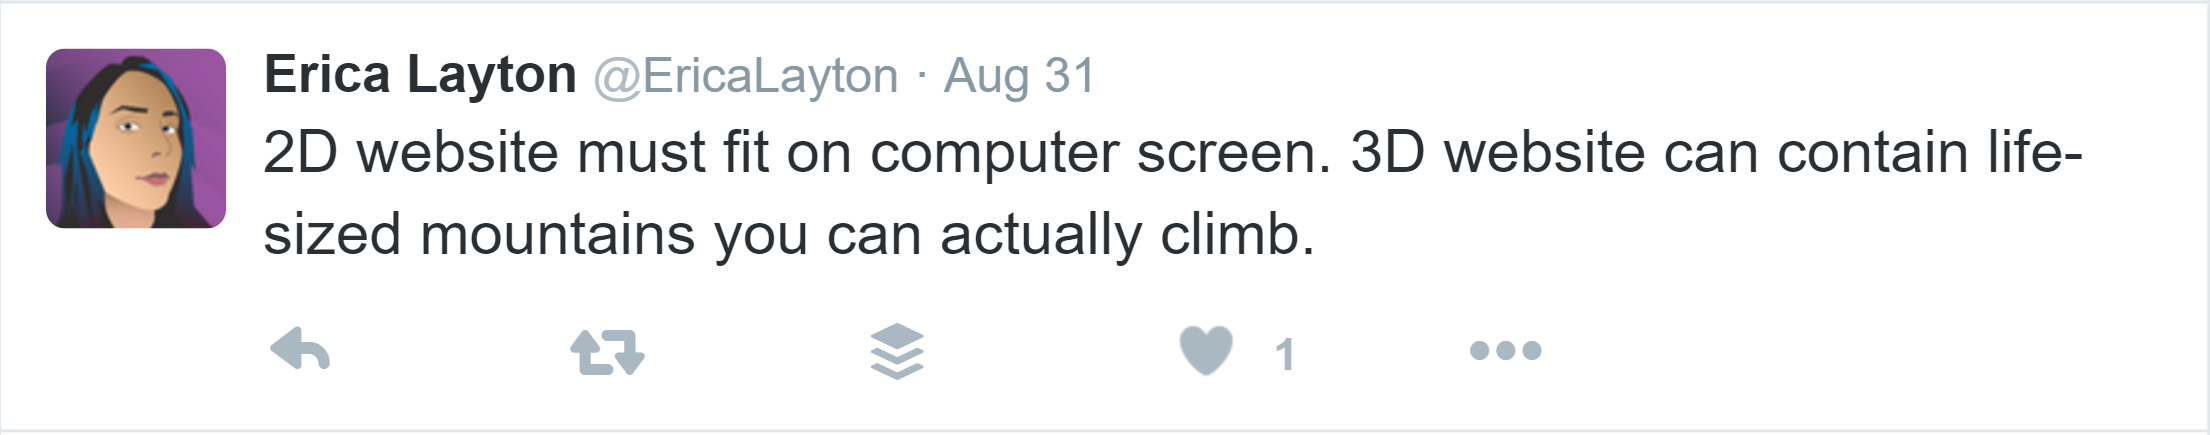 Erica Layton @EricaLayton · Aug 31
2D website must fit on computer screen. 3D website can contain life-
sized mountains you can actually climb.
1